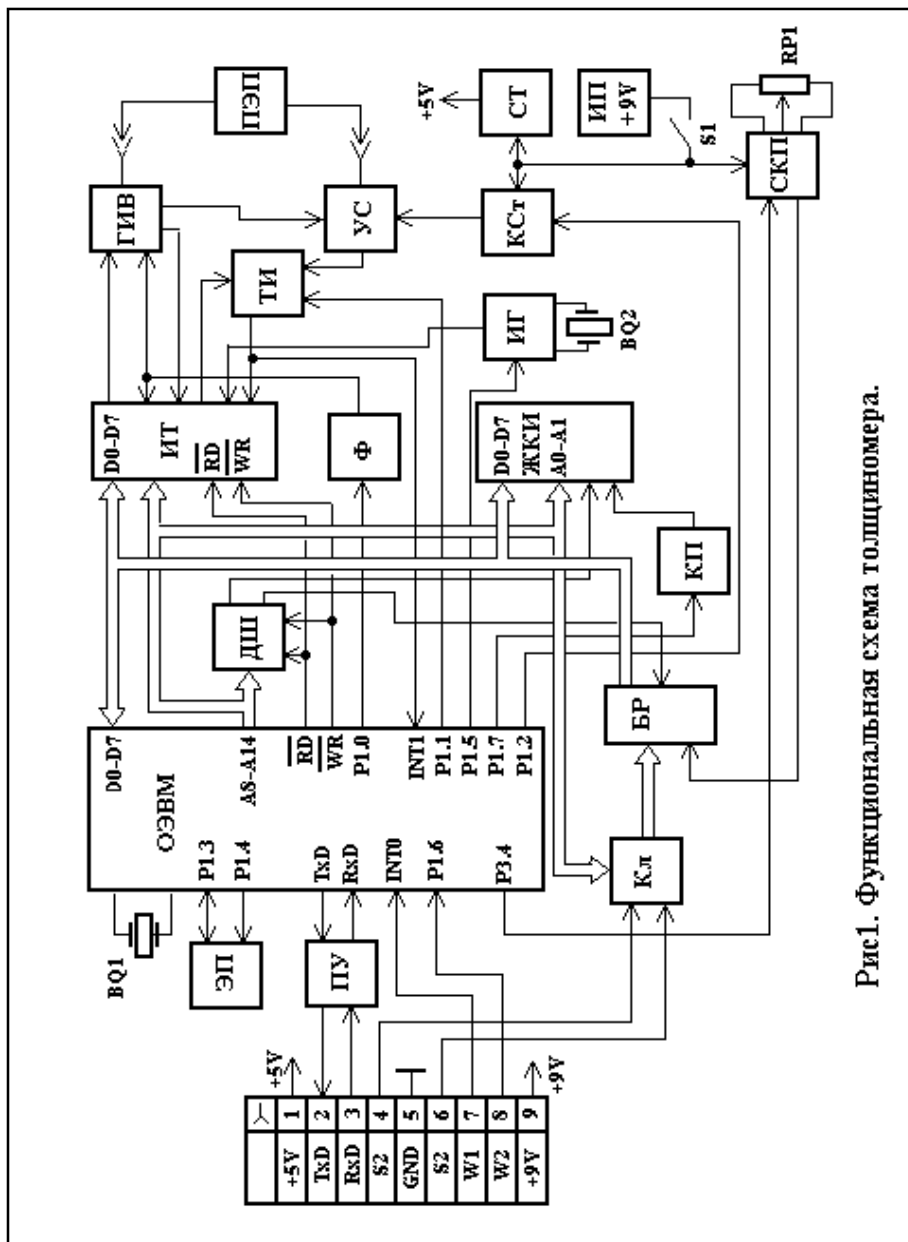 +5V
TxD
RxD
S2
GND
S2
W1
W2
+9V
1
2
3
4
5
6
7
8
9
+5V
+9V
BQ1
ЭП
ПУ
ОЭВМ
P1.3
P1.4
TxD
RxD
INT0
P1.6
P3.4
D0-D7
A8-A14
RD
WR
P1.0
INT1
P1.1
P1.5
P1.7
P1.2
Кл
БР
ДШ
КП
Ф
D0-D7
ИТ
RD
WR
D0-D7
ЖКИ
A0-A1
ИГ
BQ2
ГИВ
ТИ
УС
ПЭП
КСт
СТ
+5V
ИП
+9V
S1
СКП
RP1
Рис1. Функциональная схема толщиномера.